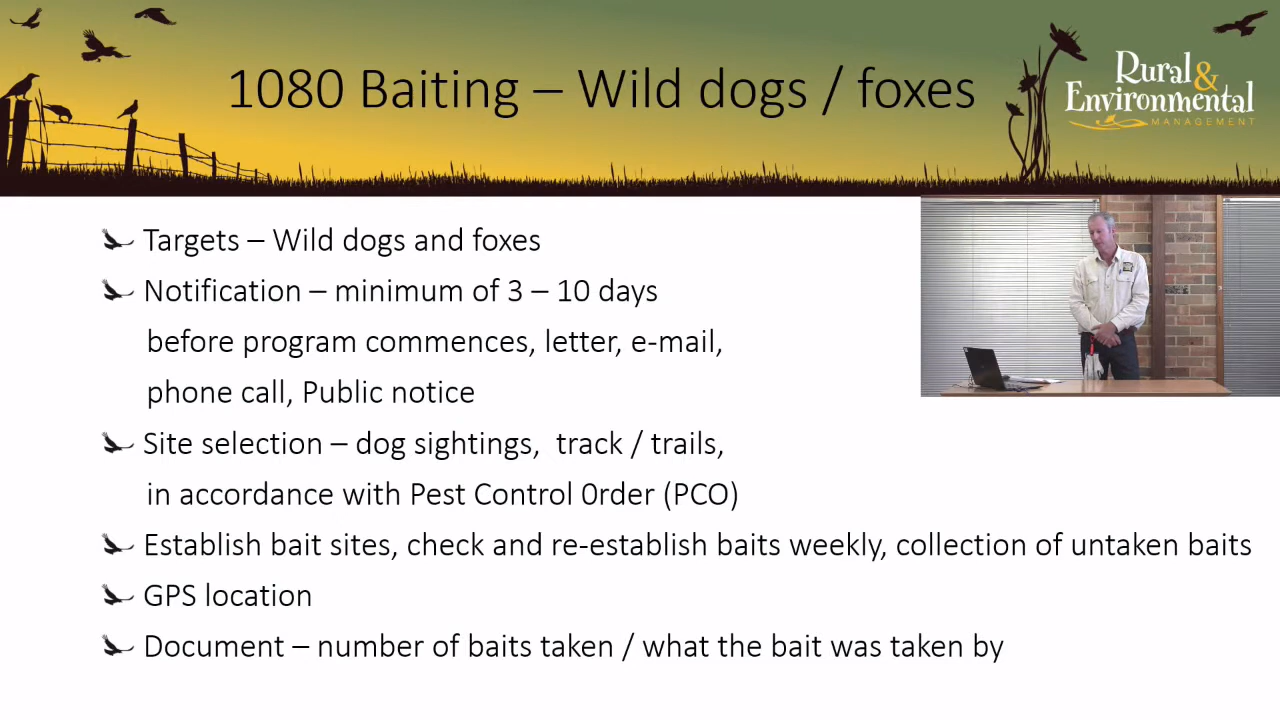 1080 Baiting – Wild dogs / foxes
Rural &
Environmental
MANAGEMENT
Targets – Wild dogs and foxes
Notification – minimum of 3 – 10 days
before program commences, letter, e-mail,
phone call, Public notice
Site selection – dog sightings,  track / trails,
in accordance with Pest Control 0rder (PCO)
Establish bait sites, check and re-establish baits weekly, collection of untaken baits
GPS location
Document – number of baits taken / what the bait was taken by